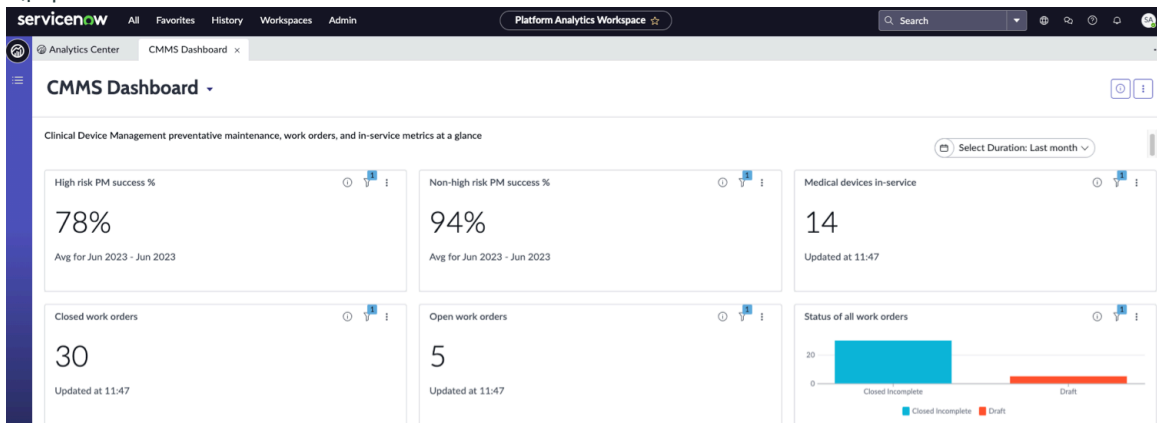 servicenow All Favorites History Workspaces Admin Platform Analytics Workspace ☆ Search SA
Analytics Center CMMS Dashboard ×
CMMS Dashboard
Clinical Device Management preventative maintenance, work orders, and in-service metrics at a glance
Select Duration: Last month
High risk PM success % 1
78%
Avg for Jun 2023 - Jun 2023
Non-high risk PM success % 1
94%
Avg for Jun 2023 - Jun 2023
Medical devices in-service 1
14
Updated at 11:47
Closed work orders 1
30
Updated at 11:47
Open work orders 1
5
Updated at 11:47
Status of all work orders 1
20
0
Closed Incomplete Draft
Closed Incomplete Draft